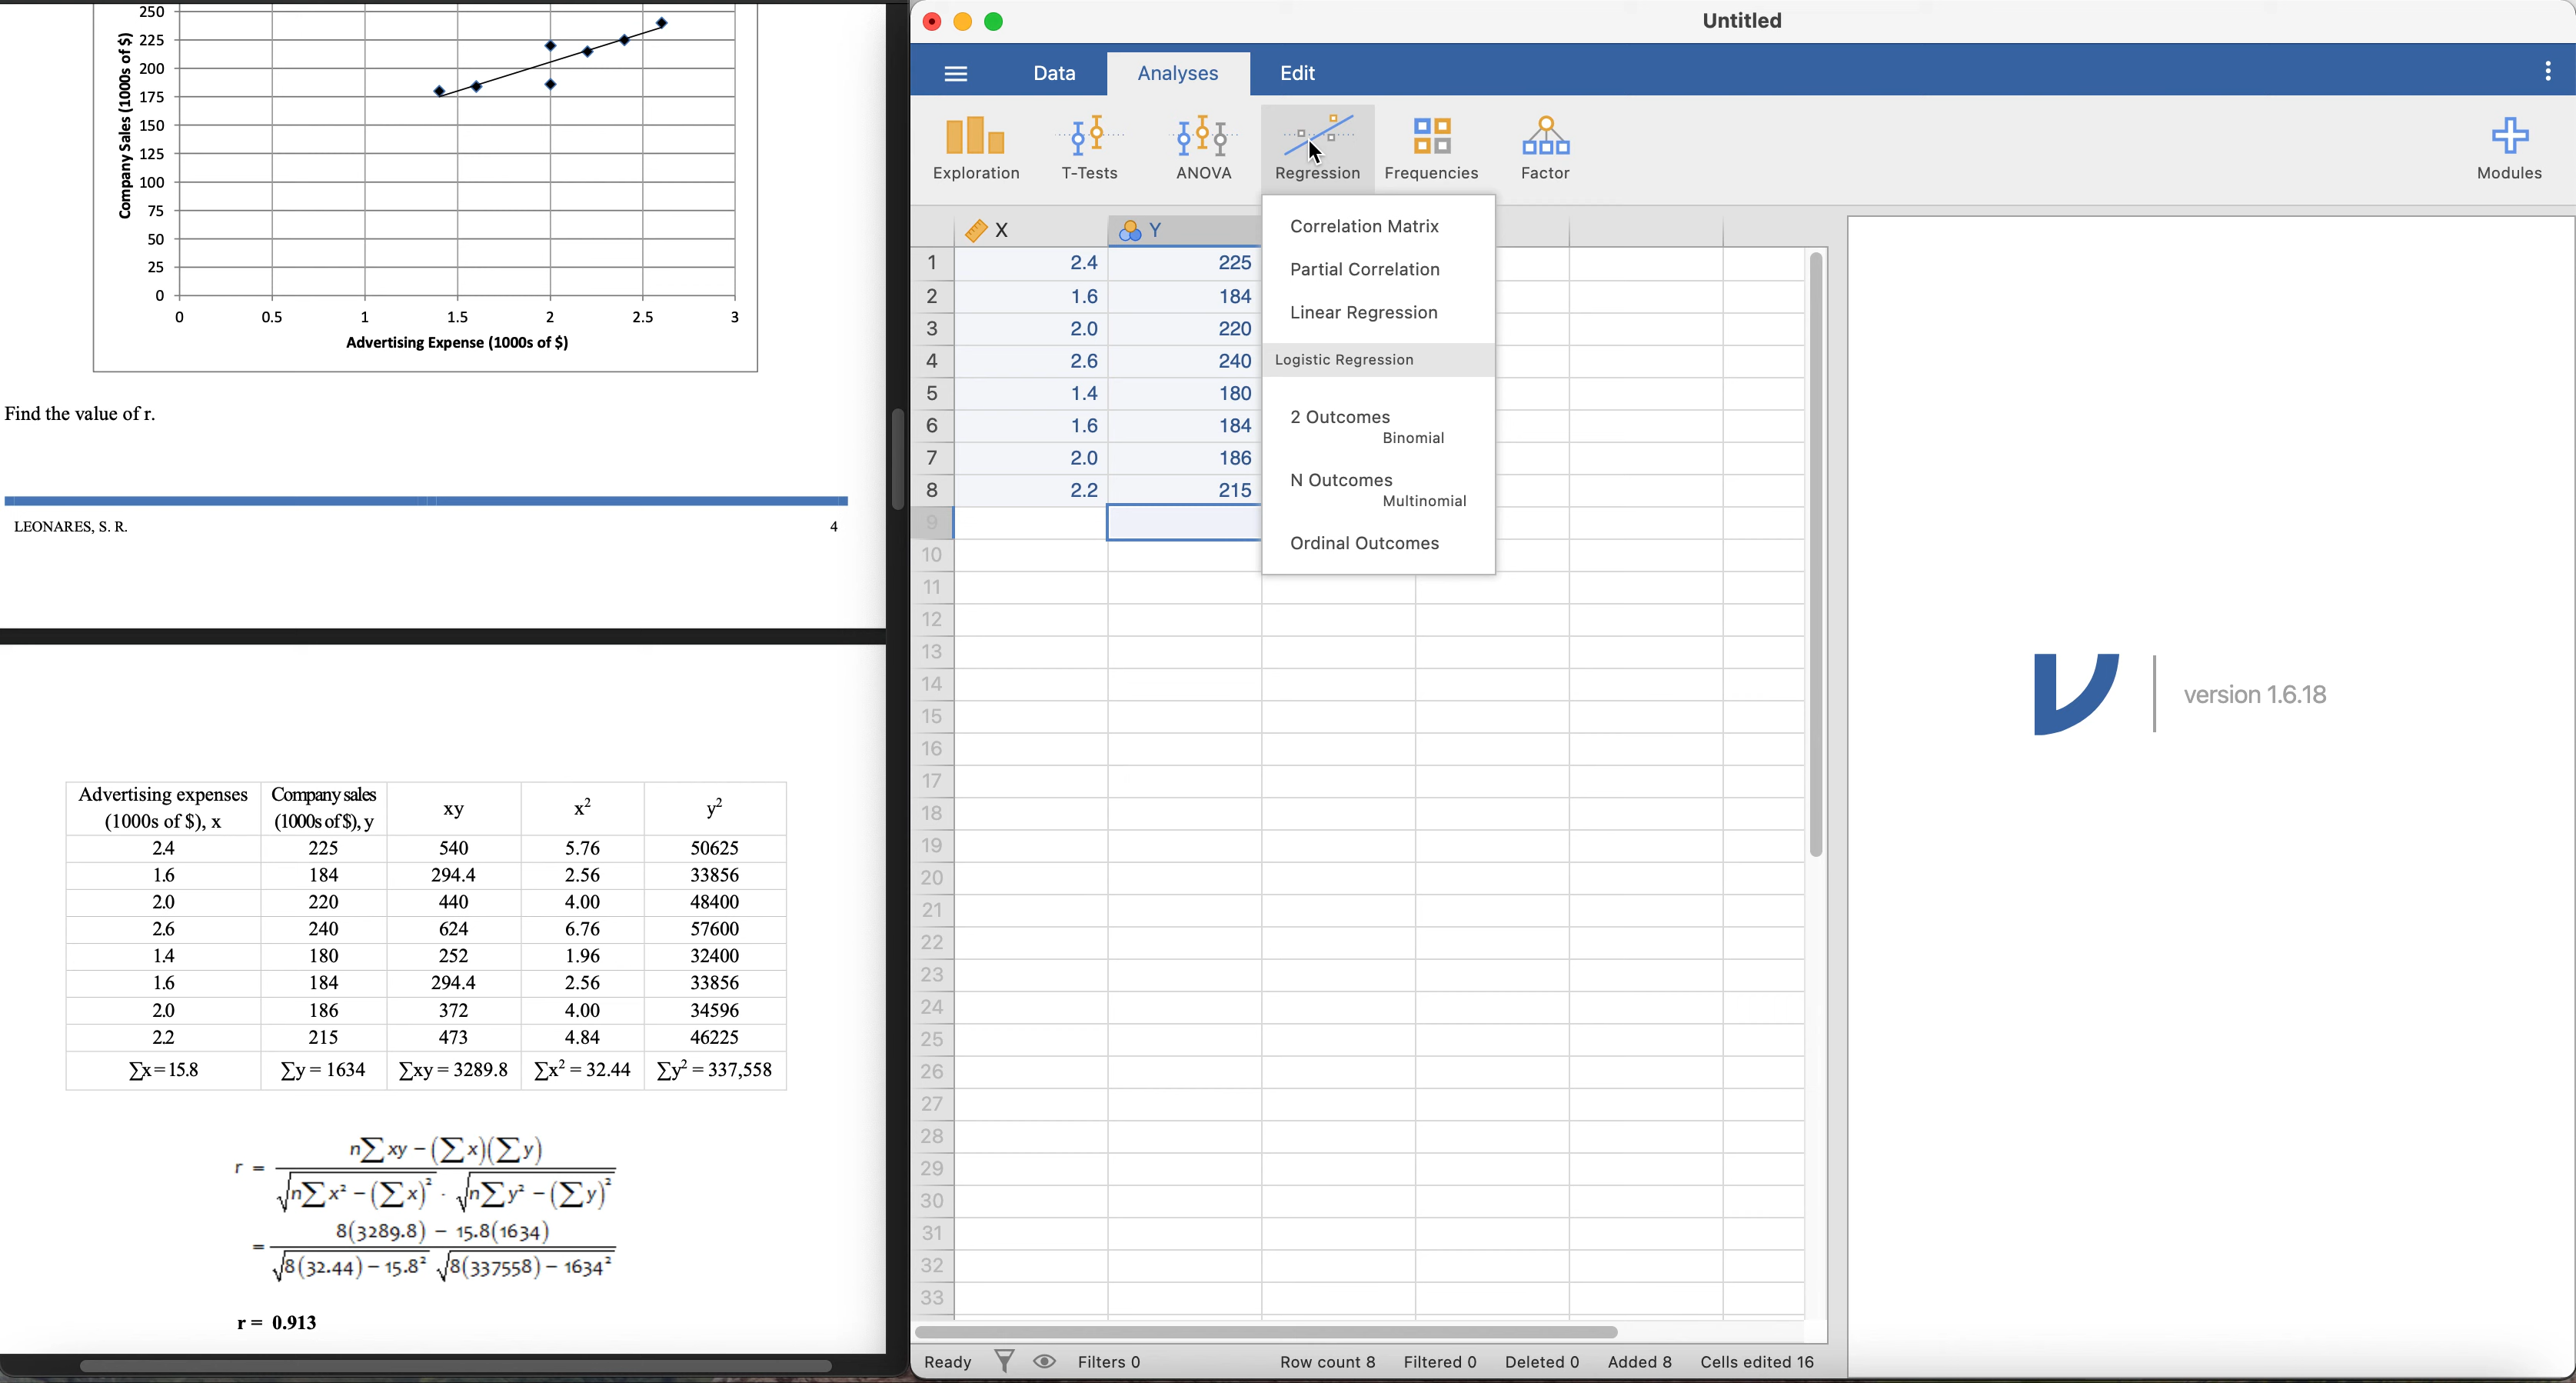 250
225
200
175
150
125
100
75
50
25
0
Company Sales (1000s of $)
0 0.5 1 1.5 2 2.5 3
Advertising Expense (1000s of $)
Find the value of r.
LEONARES, S. R. 4
Advertising expenses (1000s of $), x Company sales (1000s of $), y xy x² y²
2.4 225 540 5.76 50625
1.6 184 294.4 2.56 33856
2.0 220 440 4.00 48400
2.6 240 624 6.76 57600
1.4 180 252 1.96 32400
1.6 184 294.4 2.56 33856
2.0 186 372 4.00 34596
2.2 215 473 4.84 46225
∑x=15.8 ∑y = 1634 ∑xy = 3289.8 ∑x² = 32.44 ∑y² = 337,558
r = n∑xy − (∑x)(∑y)
√n∑x² − (∑x)² · √n∑y² − (∑y)²
= 8(3289.8) − 15.8(1634)
√8(32.44) − 15.8² √8(337558) − 1634²
r = 0.913
Untitled
Data Analyses Edit
Exploration T-Tests ANOVA Regression Frequencies Factor Modules
X Y
1 2.4 225
2 1.6 184
3 2.0 220
4 2.6 240
5 1.4 180
6 1.6 184
7 2.0 186
8 2.2 215
9
10
11
12
13
14
15
16
17
18
19
20
21
22
23
24
25
26
27
28
29
30
31
32
33
Correlation Matrix
Partial Correlation
Linear Regression
Logistic Regression
2 Outcomes
Binomial
N Outcomes
Multinomial
Ordinal Outcomes
version 1.6.18
Ready Filters 0 Row count 8 Filtered 0 Deleted 0 Added 8 Cells edited 16